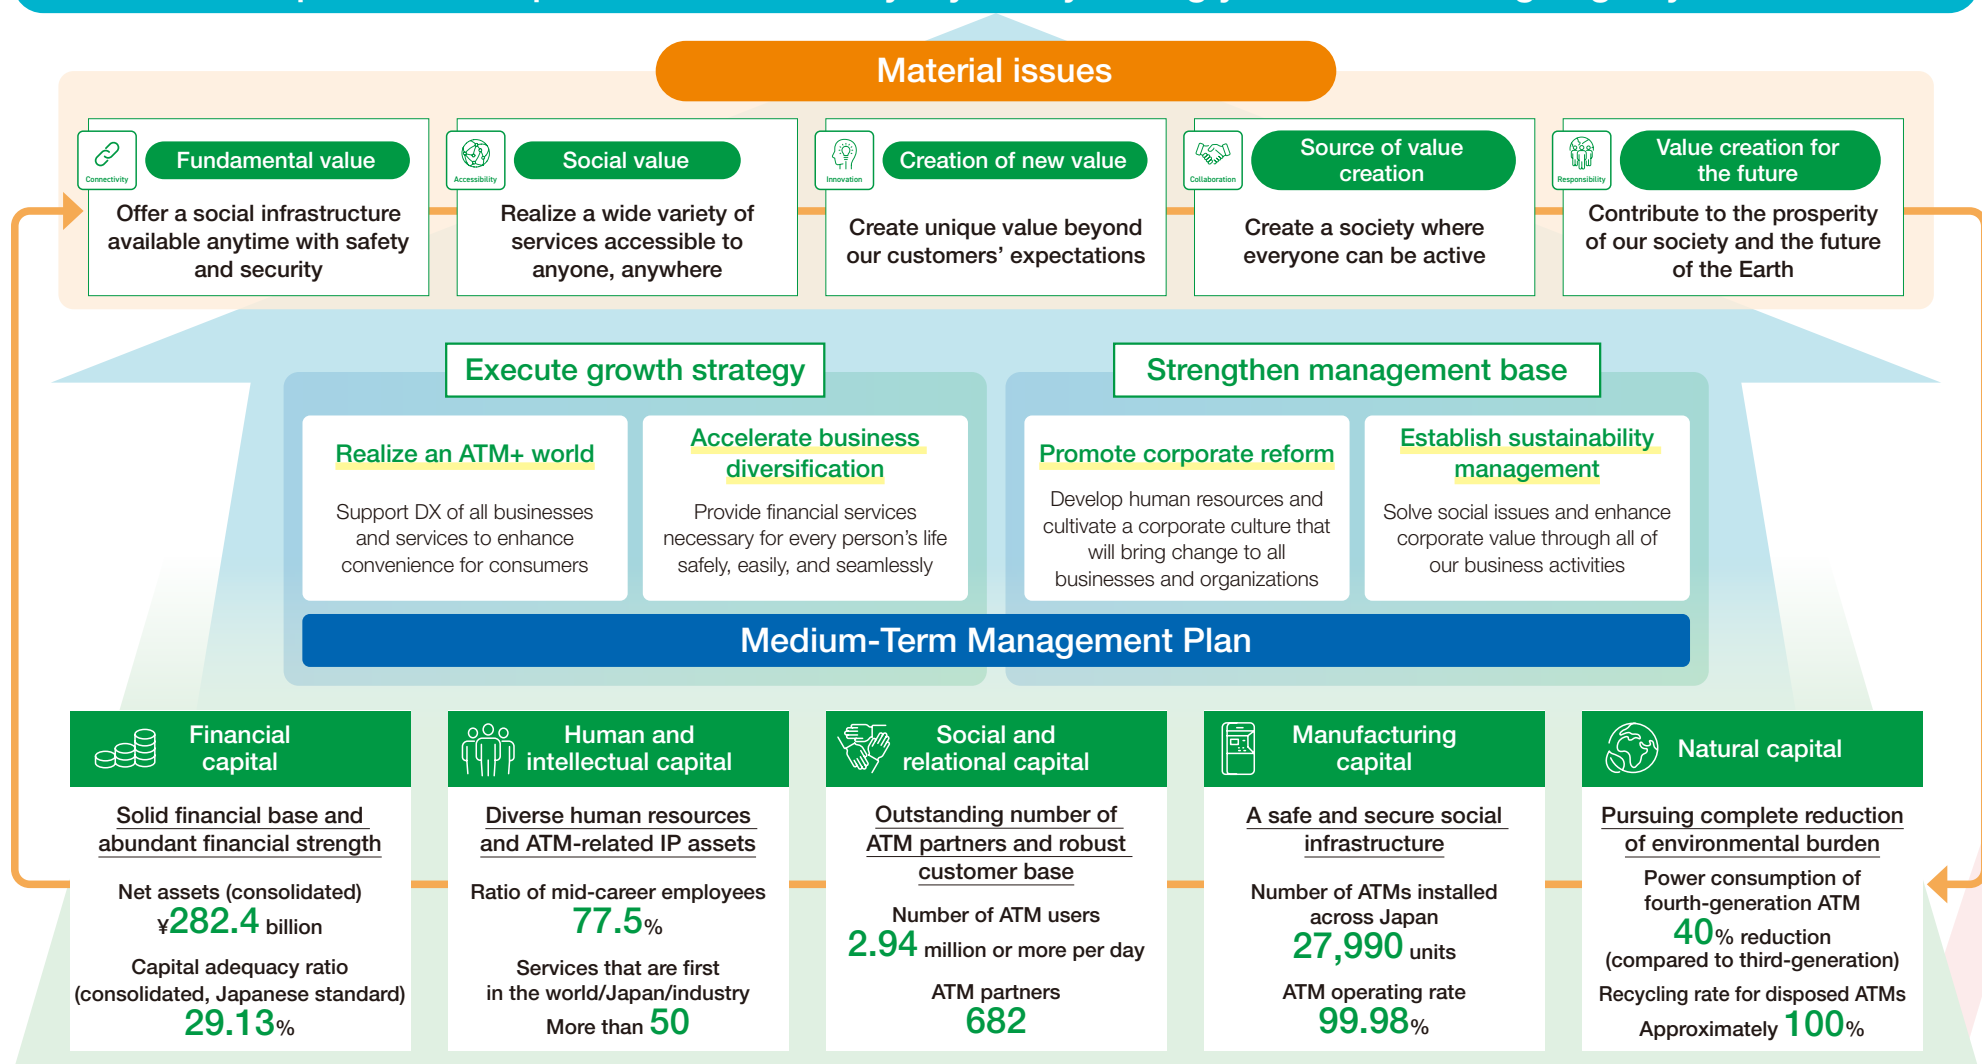 Material issues
Connectivity
Fundamental value
Offer a social infrastructure
available anytime with safety
and security
Accessibility
Social value
Realize a wide variety of
services accessible to
anyone, anywhere
Innovation
Creation of new value
Create unique value beyond
our customers’ expectations
Collaboration
Source of value
creation
Create a society where
everyone can be active
Responsibility
Value creation for
the future
Contribute to the prosperity
of our society and the future
of the Earth
Execute growth strategy
Realize an ATM+ world
Support DX of all businesses
and services to enhance
convenience for consumers
Accelerate business
diversification
Provide financial services
necessary for every person’s life
safely, easily, and seamlessly
Strengthen management base
Promote corporate reform
Develop human resources and
cultivate a corporate culture that
will bring change to all
businesses and organizations
Establish sustainability
management
Solve social issues and enhance
corporate value through all of
our business activities
Medium-Term Management Plan
Financial
capital
Solid financial base and
abundant financial strength
Net assets (consolidated)
¥282.4 billion
Capital adequacy ratio
(consolidated, Japanese standard)
29.13%
Human and
intellectual capital
Diverse human resources
and ATM-related IP assets
Ratio of mid-career employees
77.5%
Services that are first
in the world/Japan/industry
More than 50
Social and
relational capital
Outstanding number of
ATM partners and robust
customer base
Number of ATM users
2.94 million or more per day
ATM partners
682
Manufacturing
capital
A safe and secure social
infrastructure
Number of ATMs installed
across Japan
27,990 units
ATM operating rate
99.98%
Natural capital
Pursuing complete reduction
of environmental burden
Power consumption of
fourth-generation ATM
40% reduction
(compared to third-generation)
Recycling rate for disposed ATMs
Approximately 100%